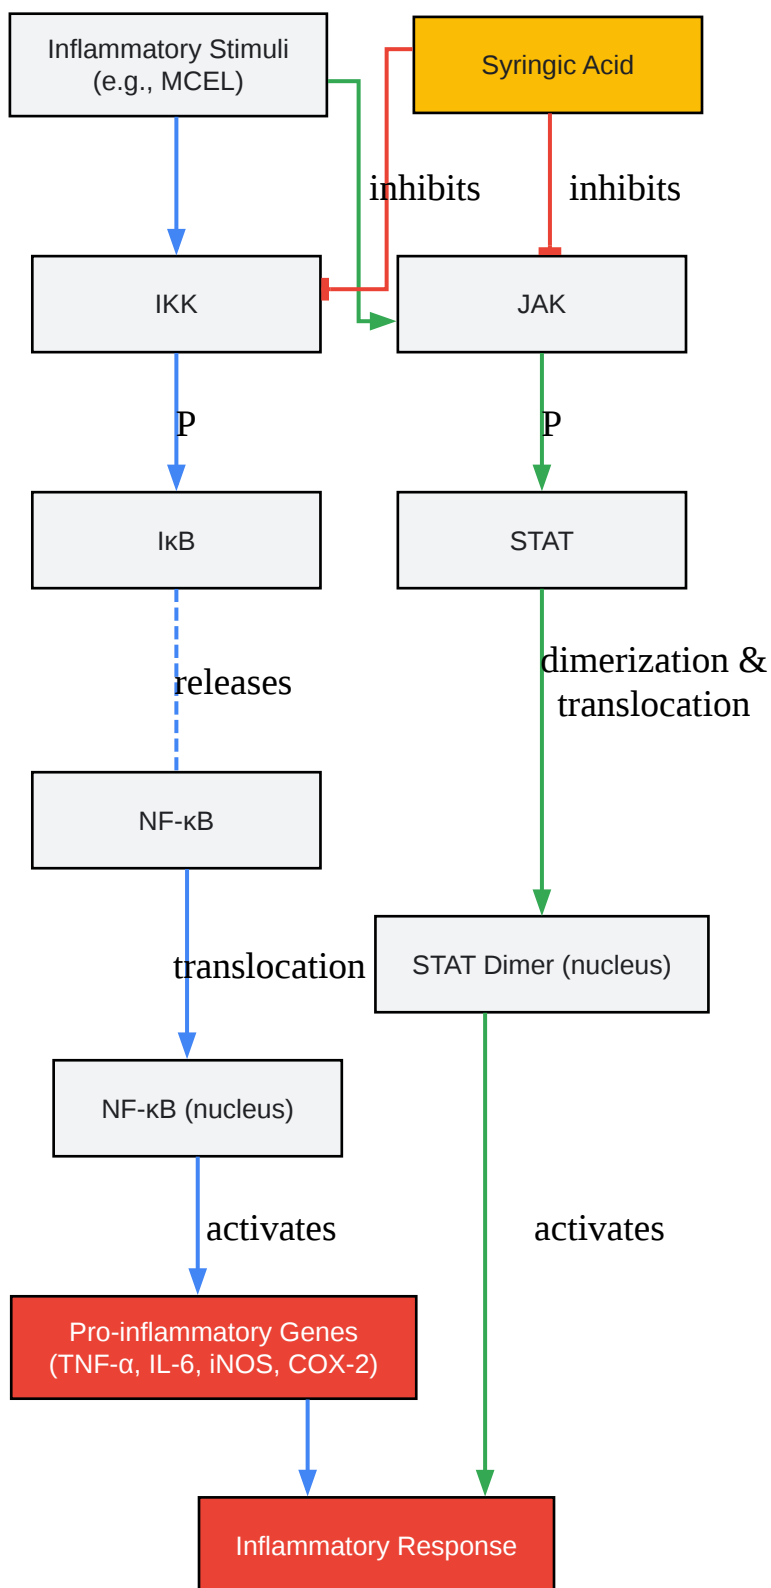 Inflammatory Stimuli
(e.g., MCEL)
Syringic Acid
inhibits
inhibits
IKK
JAK
P
P
IκB
STAT
releases
dimerization &
translocation
NF-κB
translocation
STAT Dimer (nucleus)
NF-κB (nucleus)
activates
activates
Pro-inflammatory Genes
(TNF-α, IL-6, iNOS, COX-2)
Inflammatory Response